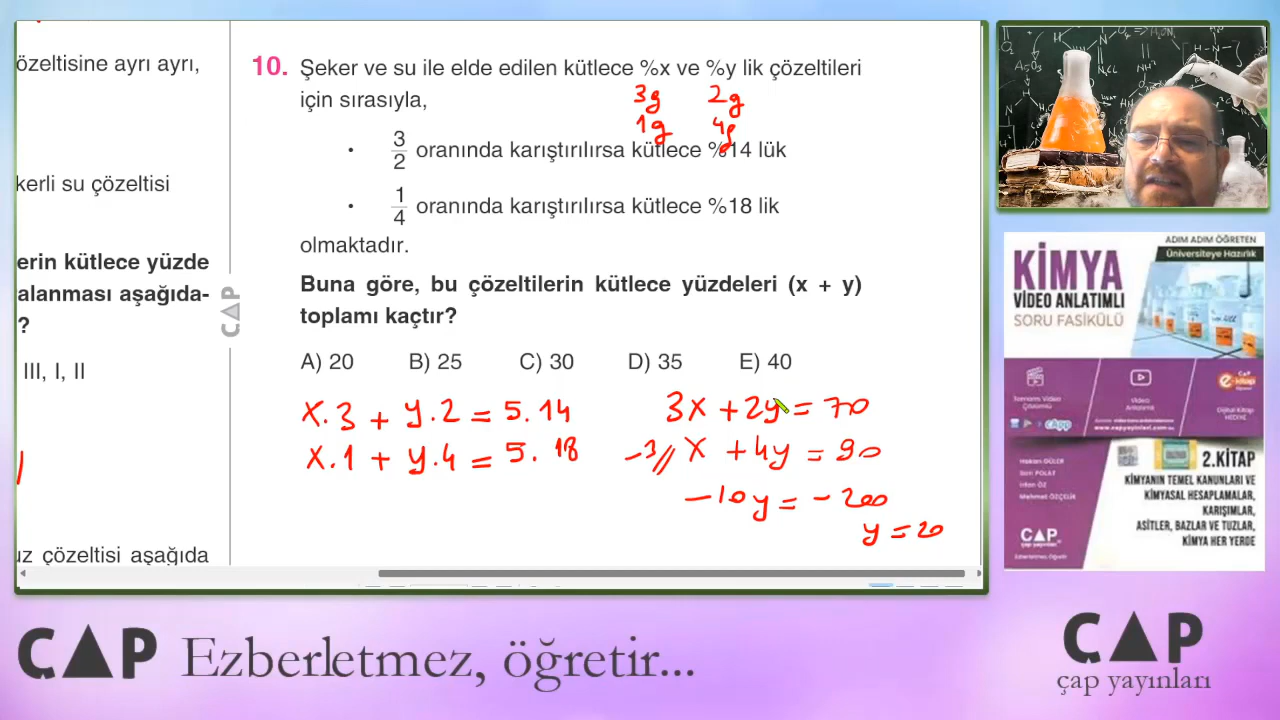 özeltisine ayrı ayrı,
kerli su çözeltisi
erin kütlece yüzde
alanması aşağıda-
?
III, I, II
uz çözeltisi aşağıda
CAP
10. Şeker ve su ile elde edilen kütlece %x ve %y lik çözeltileri
için sırasıyla,
3g 2g
1g 4g
• 3/2 oranında karıştırılırsa kütlece %14 lük
• 1/4 oranında karıştırılırsa kütlece %18 lik
olmaktadır.
Buna göre, bu çözeltilerin kütlece yüzdeleri (x + y)
toplamı kaçtır?
A) 20 B) 25 C) 30 D) 35 E) 40
x.3 + y.2 = 5.14
x.1 + y.4 = 5.18
3x + 2y = 70
-3// x + 4y = 90
-10y = -200
y = 20
ADIM ADIM ÖĞRETEN
Üniversiteye Hazırlık
KİMYA
VİDEO ANLATIMLI
SORU FASİKÜLÜ
ÇAP
2.KİTAP
KİMYANIN TEMEL KANUNLARI VE
KİMYASAL HESAPLAMALAR,
KARIŞIMLAR,
ASİTLER, BAZLAR VE TUZLAR,
KİMYA HER YERDE
ÇAP Ezberletmez, öğretir...
ÇAP
çap yayınları